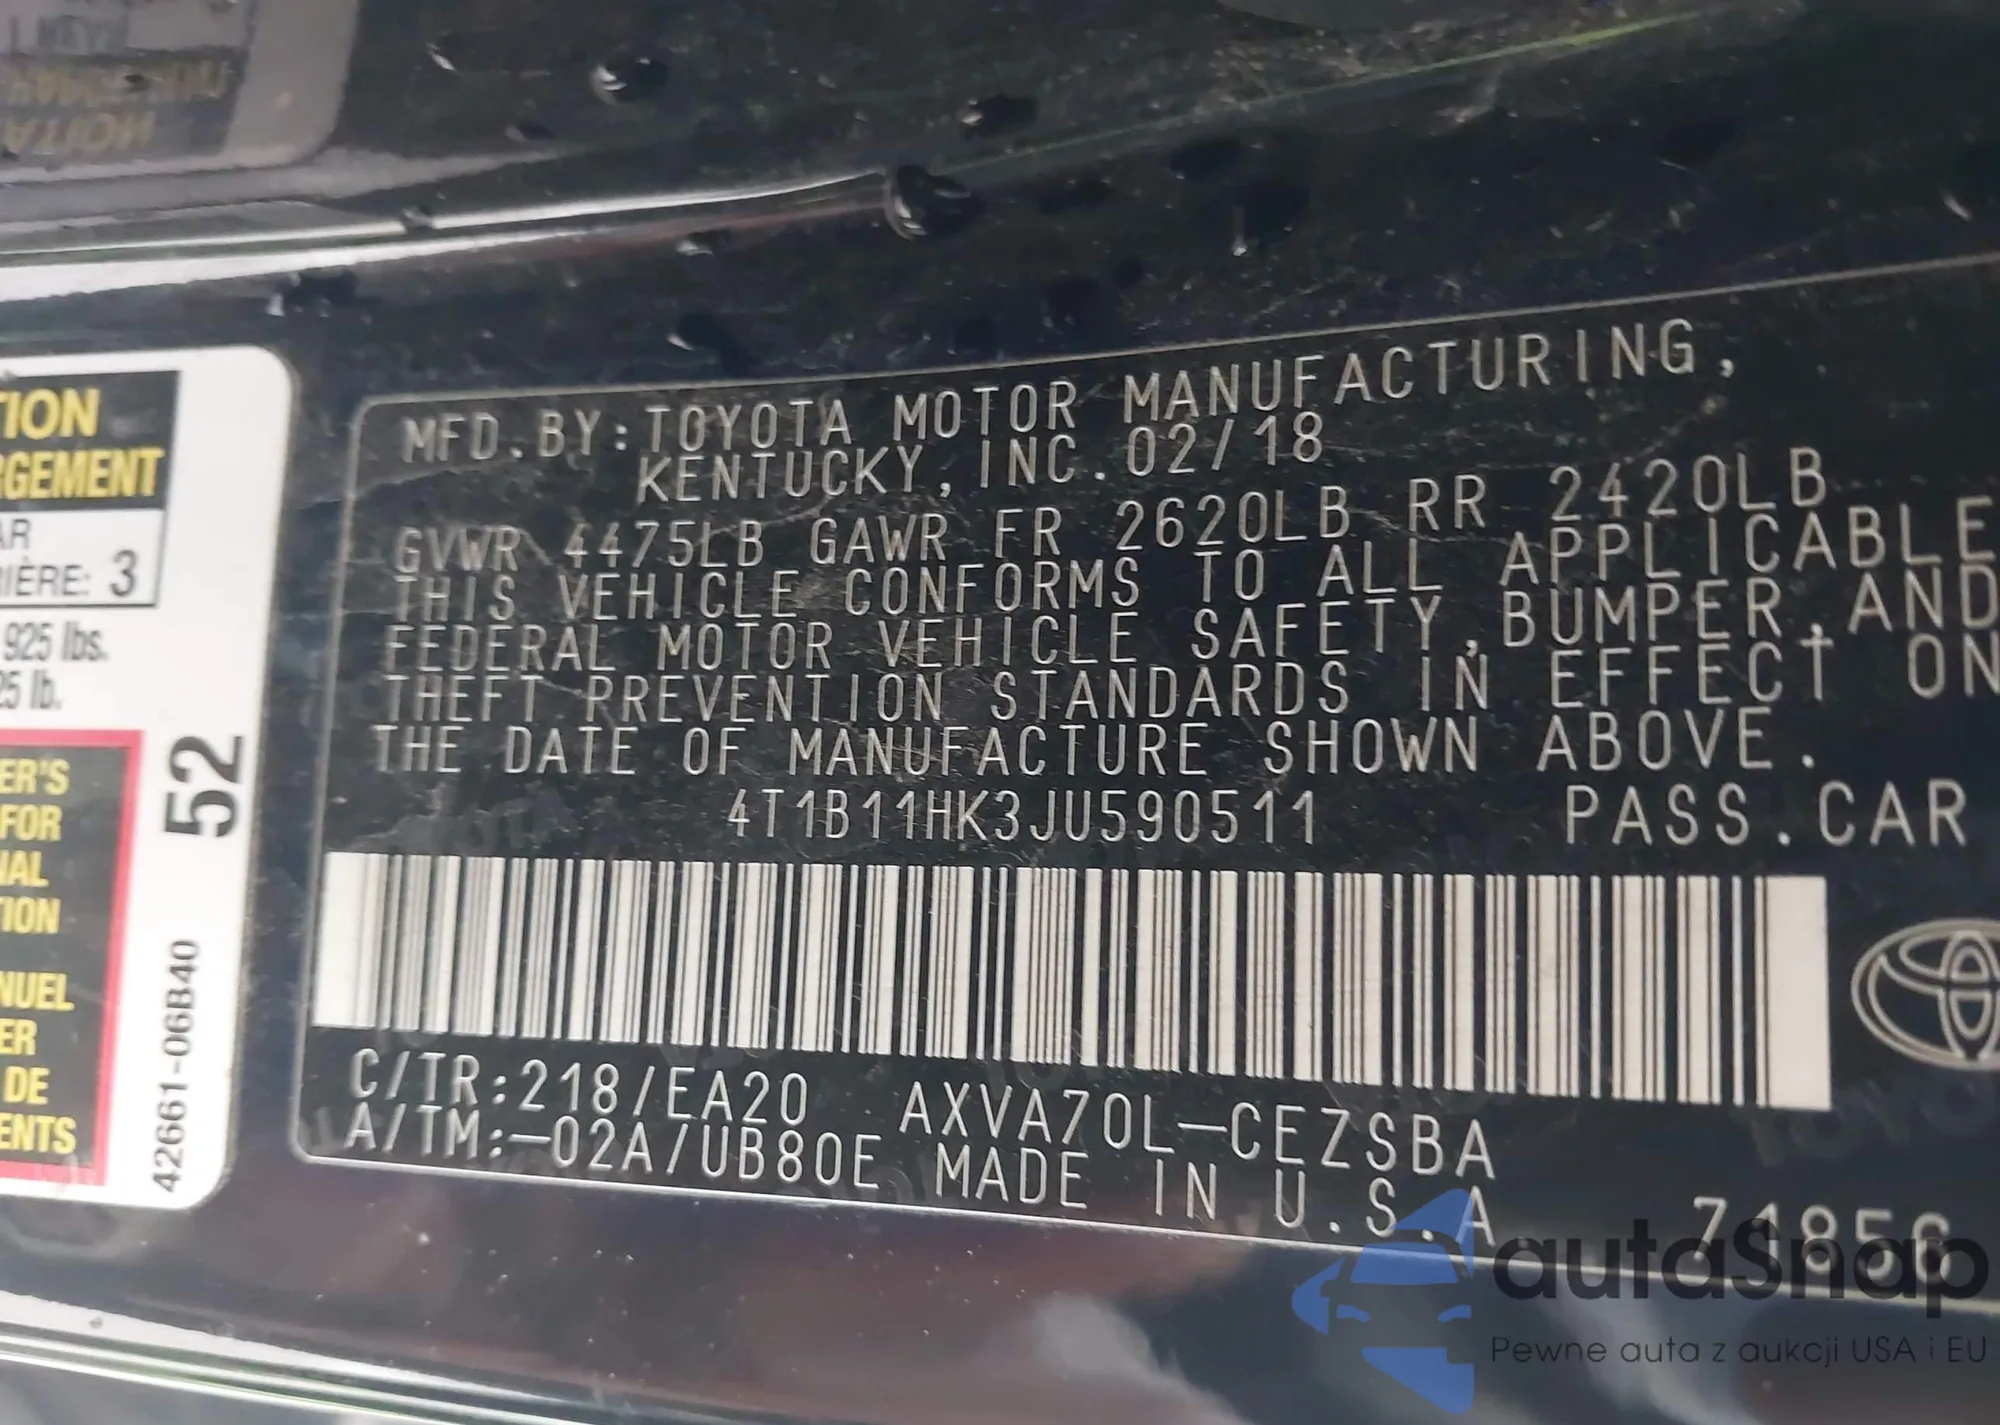 TION
RGEMENT
AR
RIÈRE: 3
925 lbs.
25 lb.
ER'S
FOR
NAL
TION
NUEL
ER
DE
ENTS
52
42661-06B40
MFD.BY:TOYOTA MOTOR MANUFACTURING,
KENTUCKY, INC. 02/18
GVWR 4475LB GAWR FR 2620LB RR 2420LB
THIS VEHICLE CONFORMS TO ALL APPLICABLE
FEDERAL MOTOR VEHICLE SAFETY, BUMPER, AND
THEFT PREVENTION STANDARDS IN EFFECT ON
THE DATE OF MANUFACTURE SHOWN ABOVE.
4T1B11HK3JU590511 PASS.CAR
C/TR:218/EA20 AXVA70L-CEZSBA
A/TM:-02A/UB80E MADE IN U.S.A.
71856
autaSnap
Pewne auta z aukcji USA i EU